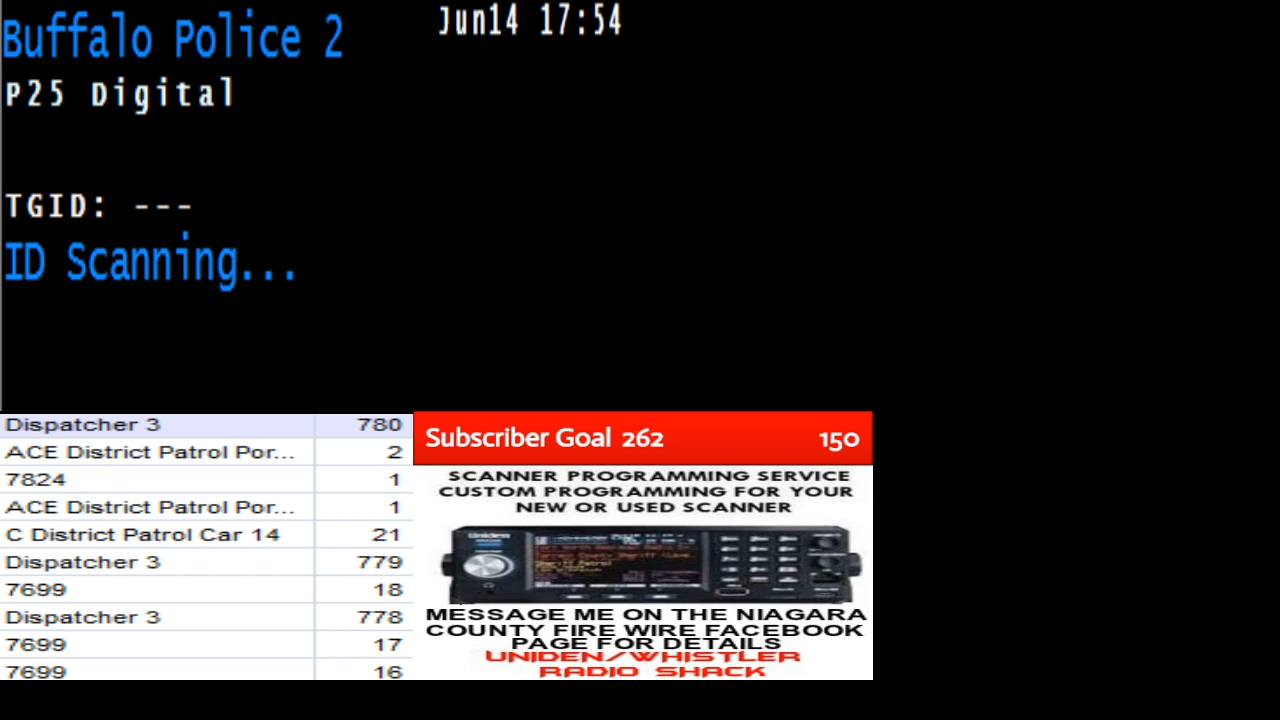 Buffalo Police 2
Jun14 17:54
P25 Digital
TGID: ---
ID Scanning...
Dispatcher 3 780
ACE District Patrol Por... 2
7824 1
ACE District Patrol Por... 1
C District Patrol Car 14 21
Dispatcher 3 779
7699 18
Dispatcher 3 778
7699 17
7699 16
Subscriber Goal 262 150
SCANNER PROGRAMMING SERVICE
CUSTOM PROGRAMMING FOR YOUR
NEW OR USED SCANNER
Uniden
MESSAGE ME ON THE NIAGARA
COUNTY FIRE WIRE FACEBOOK
PAGE FOR DETAILS
UNIDEN/WHISTLER
RADIO SHACK